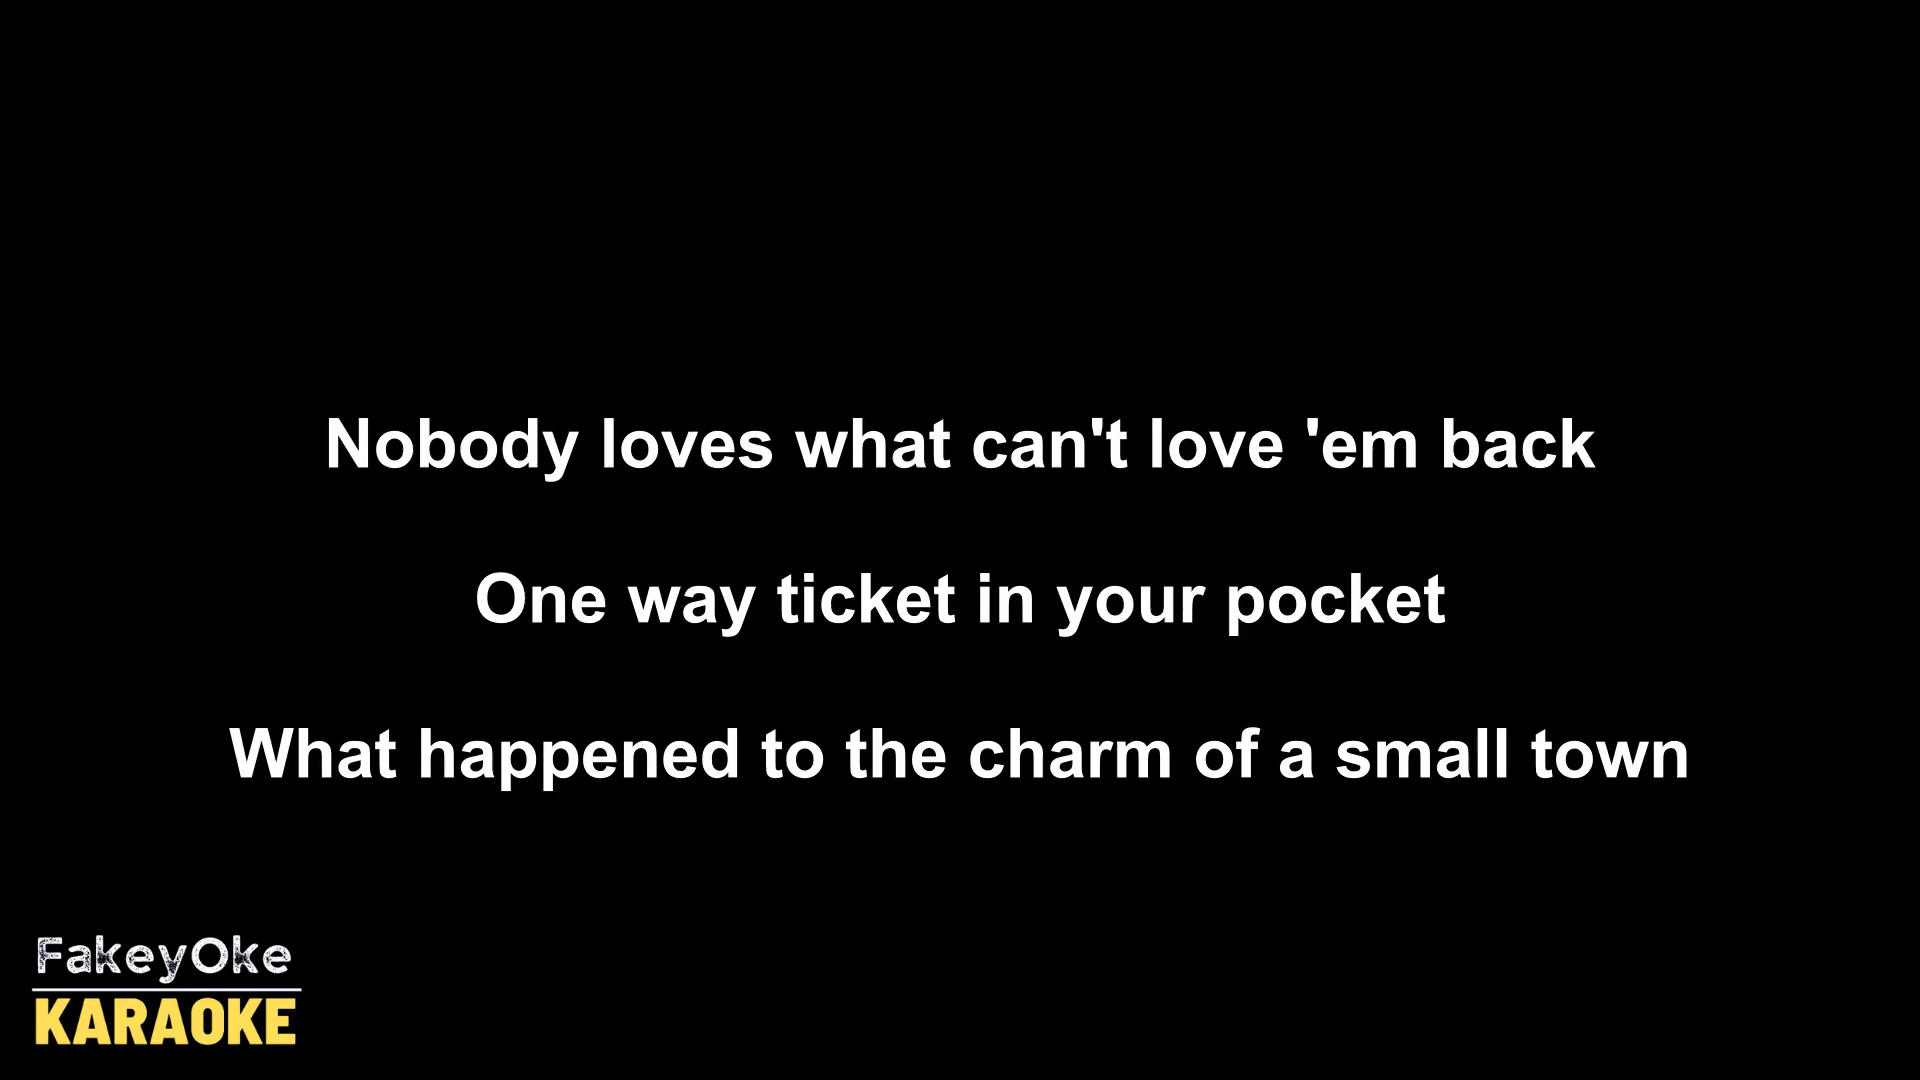 Nobody loves what can't love 'em back
One way ticket in your pocket
What happened to the charm of a small town
FakeyOke
KARAOKE